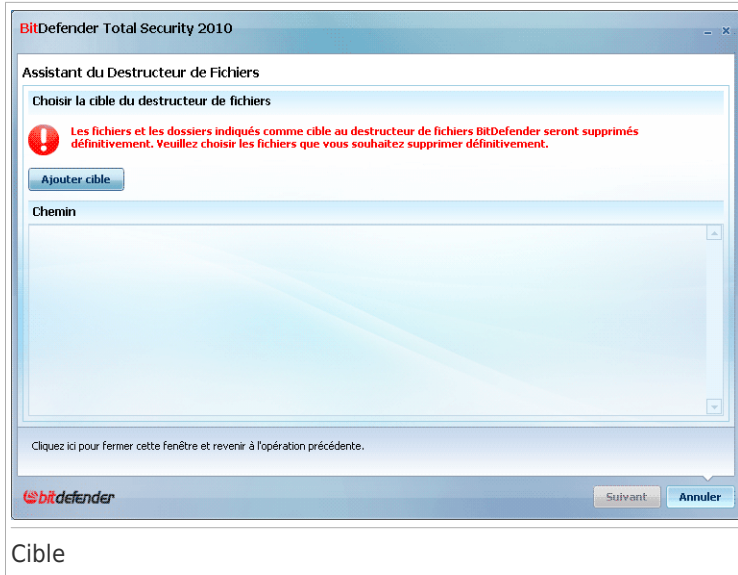 BitDefender Total Security 2010
Assistant du Destructeur de Fichiers
Choisir la cible du destructeur de fichiers
Les fichiers et les dossiers indiqués comme cible au destructeur de fichiers BitDefender seront supprimés
définitivement. Veuillez choisir les fichiers que vous souhaitez supprimer définitivement.
Ajouter cible
Chemin
Cliquez ici pour fermer cette fenêtre et revenir à l'opération précédente.
bitdefender
Suivant
Annuler
Cible